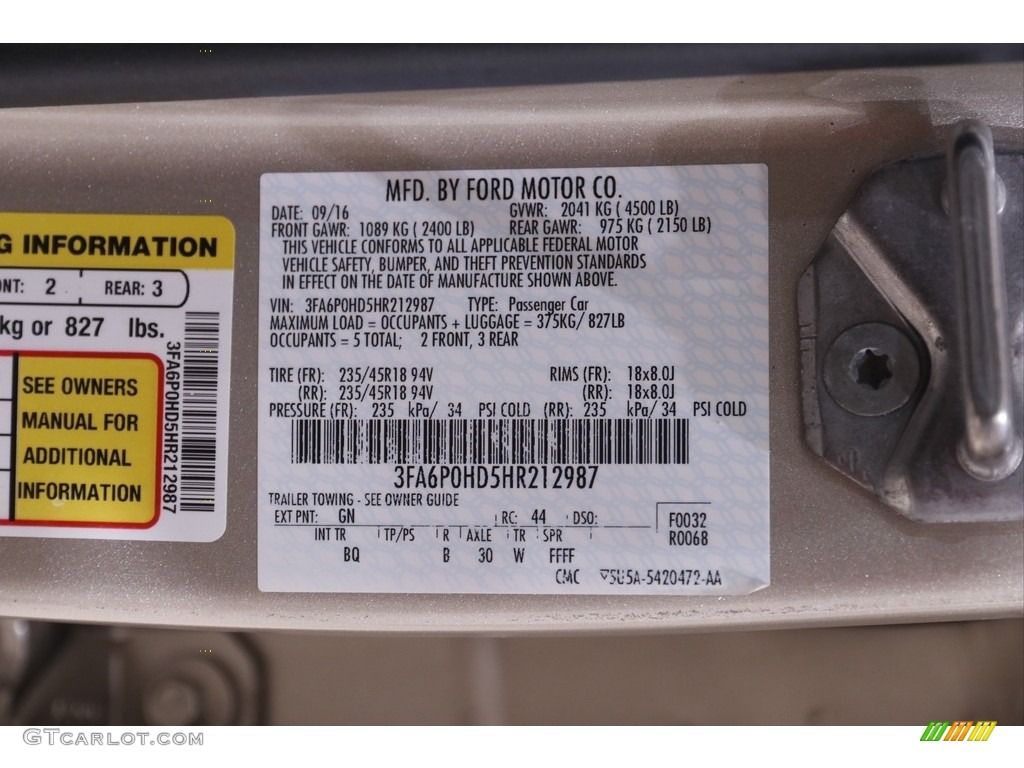 G INFORMATION
NT: 2 REAR: 3
kg or 827 lbs.
SEE OWNERS
MANUAL FOR
ADDITIONAL
INFORMATION
3FA6P0HD5HR212987
MFD. BY FORD MOTOR CO.
DATE: 09/16 GVWR: 2041 KG ( 4500 LB)
FRONT GAWR: 1089 KG ( 2400 LB) REAR GAWR: 975 KG ( 2150 LB)
THIS VEHICLE CONFORMS TO ALL APPLICABLE FEDERAL MOTOR
VEHICLE SAFETY, BUMPER, AND THEFT PREVENTION STANDARDS
IN EFFECT ON THE DATE OF MANUFACTURE SHOWN ABOVE.
VIN: 3FA6P0HD5HR212987 TYPE: Passenger Car
MAXIMUM LOAD = OCCUPANTS + LUGGAGE = 375KG/ 827LB
OCCUPANTS = 5 TOTAL; 2 FRONT, 3 REAR
TIRE (FR): 235/45R18 94V RIMS (FR): 18x8.0J
(RR): 235/45R18 94V (RR): 18x8.0J
PRESSURE (FR): 235 kPa/ 34 PSI COLD (RR): 235 kPa/ 34 PSI COLD
3FA6P0HD5HR212987
TRAILER TOWING - SEE OWNER GUIDE
EXT PNT: GN RC: 44 DSO: F0032
R0068
INT TR TP/PS R AXLE TR SPR
BQ B 30 W FFFF
CMC 5U5A-5420472-AA
GTcarlot.com